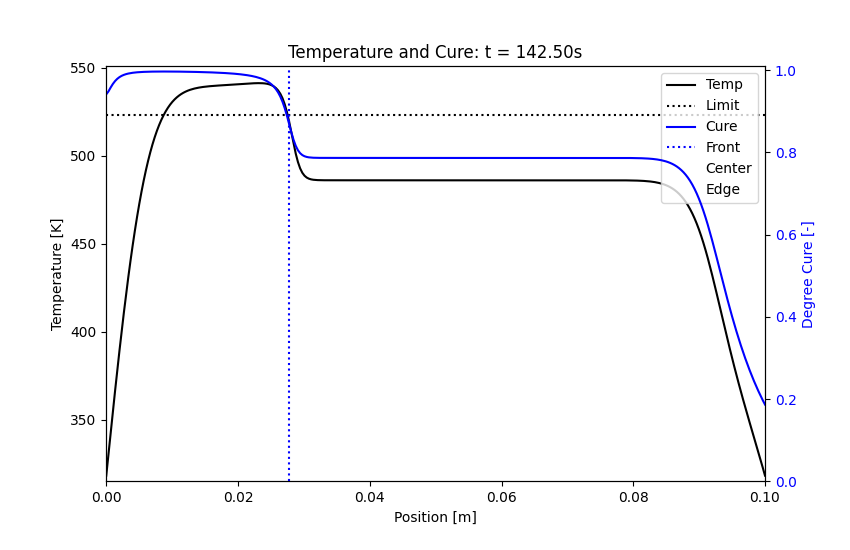 Temperature and Cure: t = 142.50s
Temperature [K]
550
500
450
400
350
Temp
Limit
Cure
Front
Center
Edge
1.0
0.8
0.6
0.4
0.2
0.0
Degree Cure [-]
0.00
0.02
0.04
0.06
0.08
0.10
Position [m]